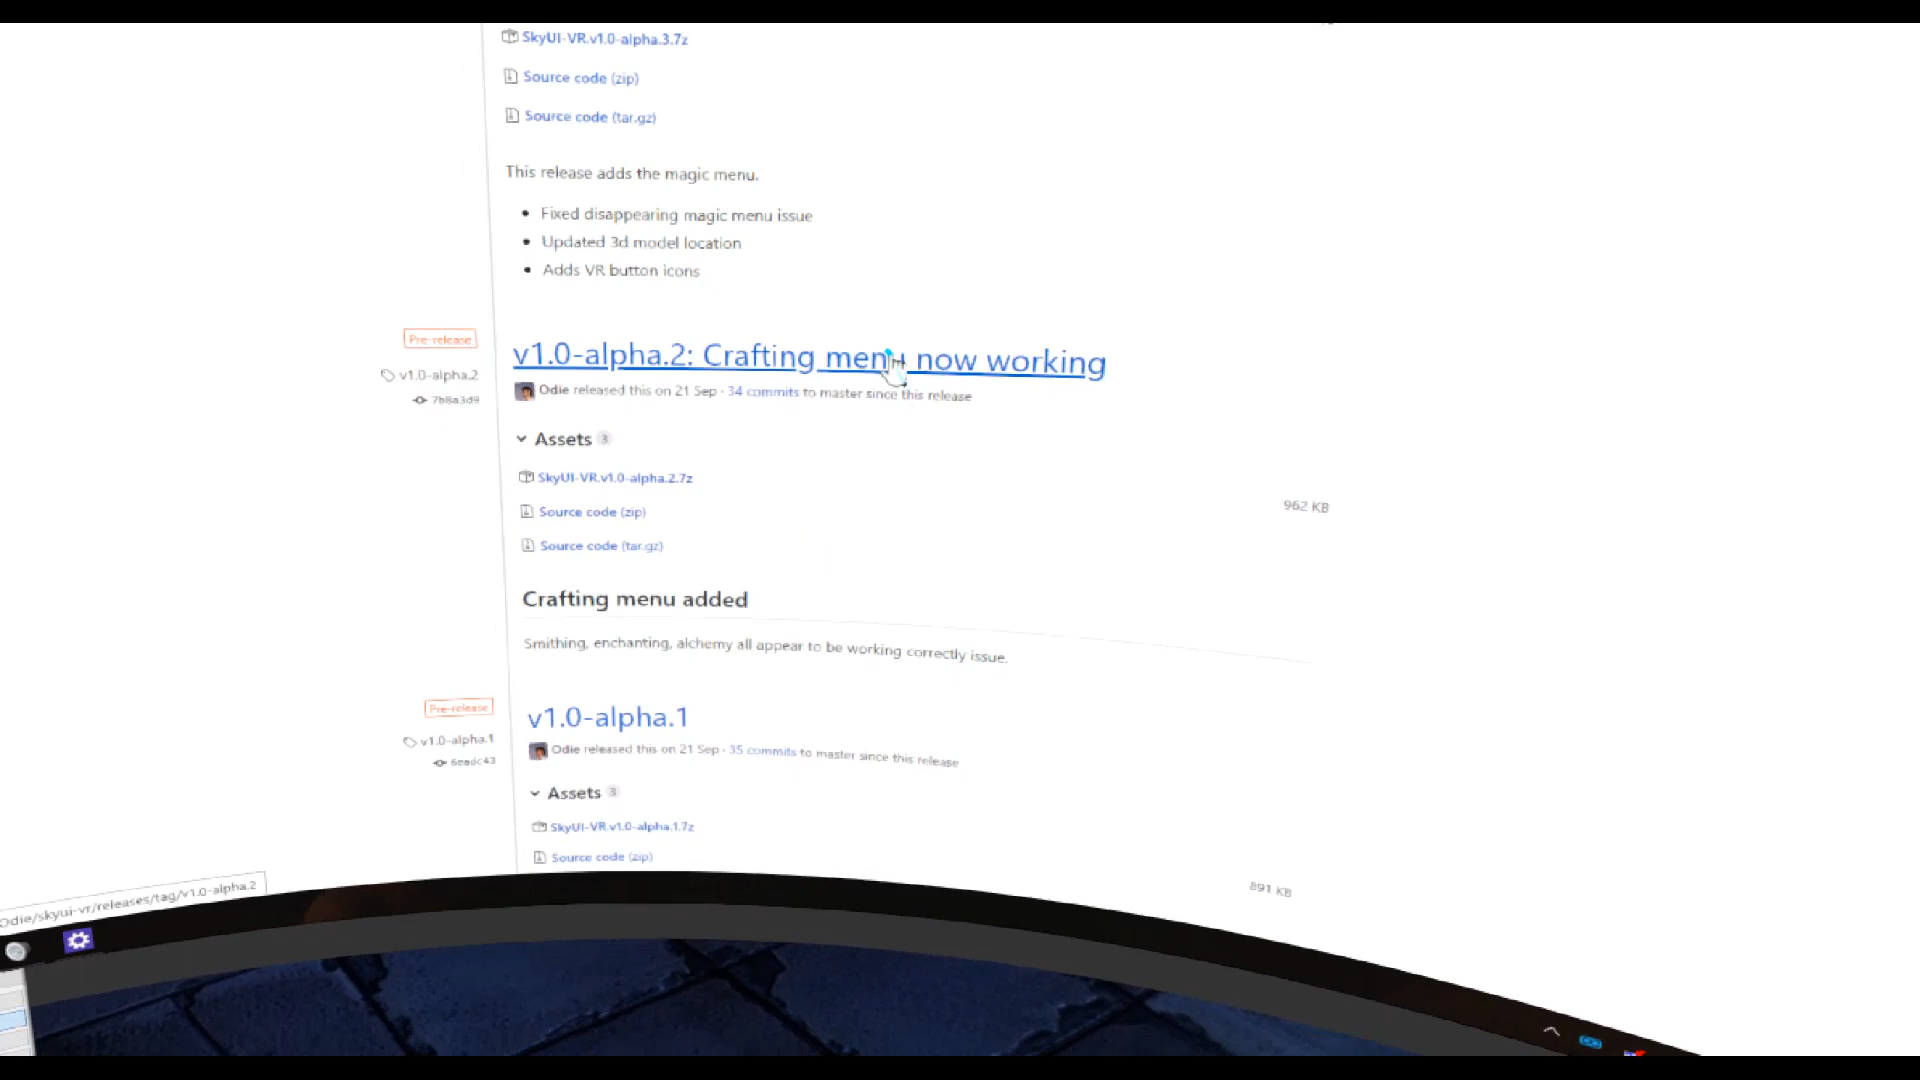 SkyUI-VR.v1.0-alpha.3.7z
Source code (zip)
Source code (tar.gz)
This release adds the magic menu.
Fixed disappearing magic menu issue
Updated 3d model location
Adds VR button icons
Pre-release
v1.0-alpha.2
7b8a3d9
v1.0-alpha.2: Crafting menu now working
Odie released this on 21 Sep · 34 commits to master since this release
Assets 3
SkyUI-VR.v1.0-alpha.2.7z
962 KB
Source code (zip)
Source code (tar.gz)
Crafting menu added
Smithing, enchanting, alchemy all appear to be working correctly issue.
Pre-release
v1.0-alpha.1
6eadc43
v1.0-alpha.1
Odie released this on 21 Sep · 35 commits to master since this release
Assets 3
SkyUI-VR.v1.0-alpha.1.7z
891 KB
Source code (zip)
Odie/skyui-vr/releases/tag/v1.0-alpha.2